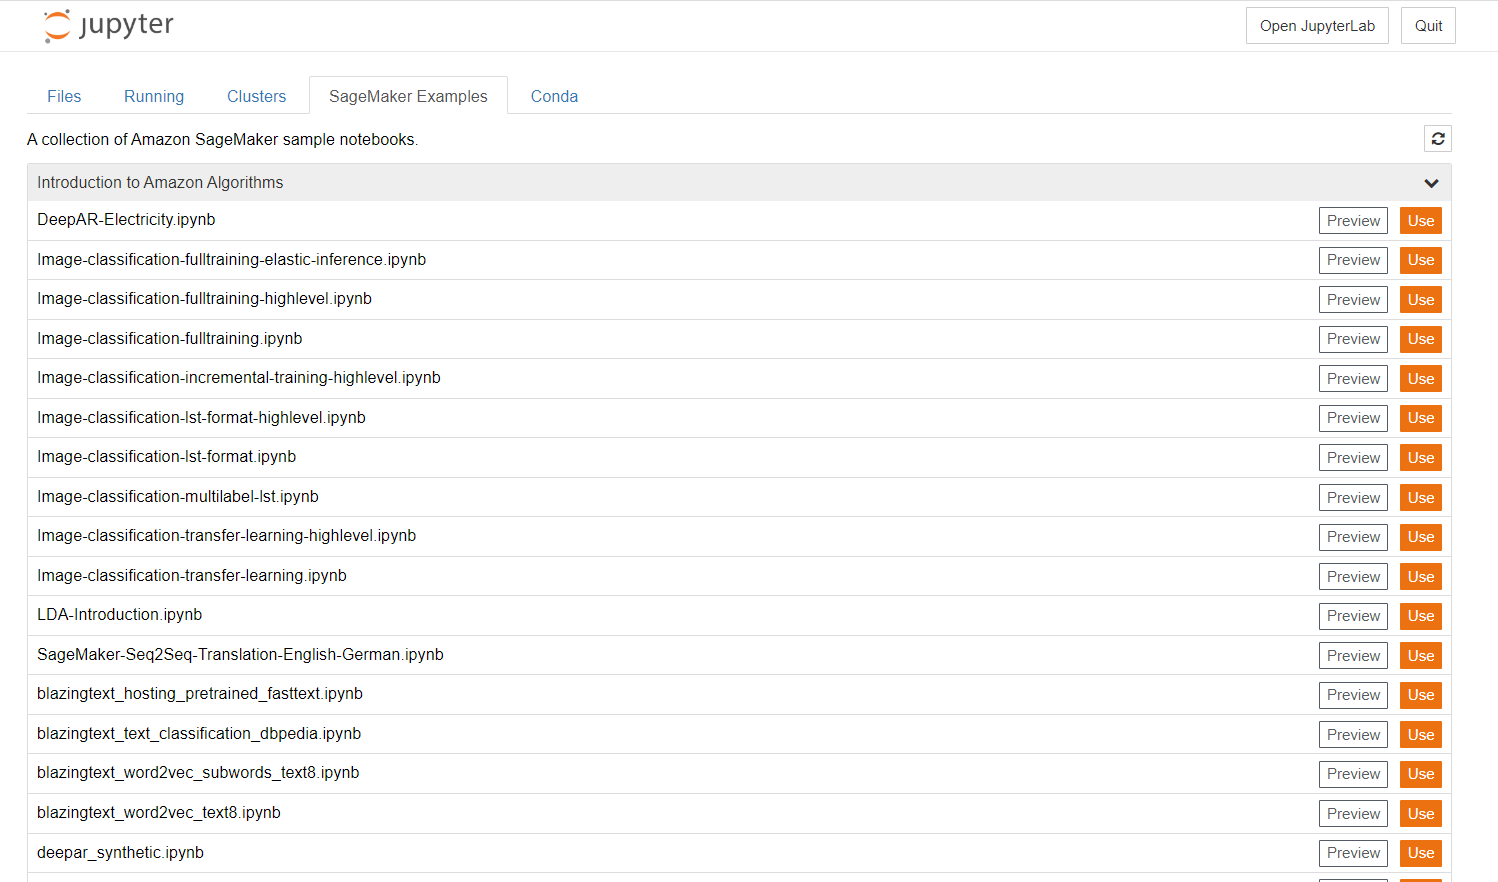 jupyter
Open JupyterLab Quit
Files Running Clusters SageMaker Examples Conda
A collection of Amazon SageMaker sample notebooks.
Introduction to Amazon Algorithms
DeepAR-Electricity.ipynb Preview Use
Image-classification-fulltraining-elastic-inference.ipynb Preview Use
Image-classification-fulltraining-highlevel.ipynb Preview Use
Image-classification-fulltraining.ipynb Preview Use
Image-classification-incremental-training-highlevel.ipynb Preview Use
Image-classification-lst-format-highlevel.ipynb Preview Use
Image-classification-lst-format.ipynb Preview Use
Image-classification-multilabel-lst.ipynb Preview Use
Image-classification-transfer-learning-highlevel.ipynb Preview Use
Image-classification-transfer-learning.ipynb Preview Use
LDA-Introduction.ipynb Preview Use
SageMaker-Seq2Seq-Translation-English-German.ipynb Preview Use
blazingtext_hosting_pretrained_fasttext.ipynb Preview Use
blazingtext_text_classification_dbpedia.ipynb Preview Use
blazingtext_word2vec_subwords_text8.ipynb Preview Use
blazingtext_word2vec_text8.ipynb Preview Use
deepar_synthetic.ipynb Preview Use